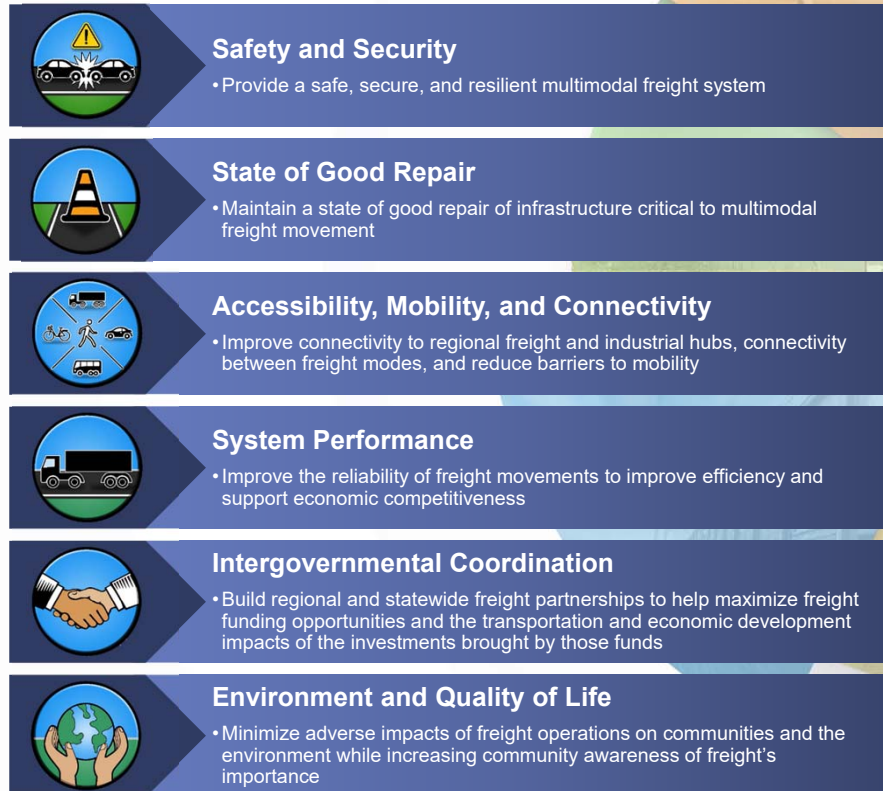 Safety and Security
•Provide a safe, secure, and resilient multimodal freight system
State of Good Repair
•Maintain a state of good repair of infrastructure critical to multimodal
freight movement
Accessibility, Mobility, and Connectivity
•Improve connectivity to regional freight and industrial hubs, connectivity
between freight modes, and reduce barriers to mobility
System Performance
•Improve the reliability of freight movements to improve efficiency and
support economic competitiveness
Intergovernmental Coordination
•Build regional and statewide freight partnerships to help maximize freight
funding opportunities and the transportation and economic development
impacts of the investments brought by those funds
Environment and Quality of Life
•Minimize adverse impacts of freight operations on communities and the
environment while increasing community awareness of freight’s
importance